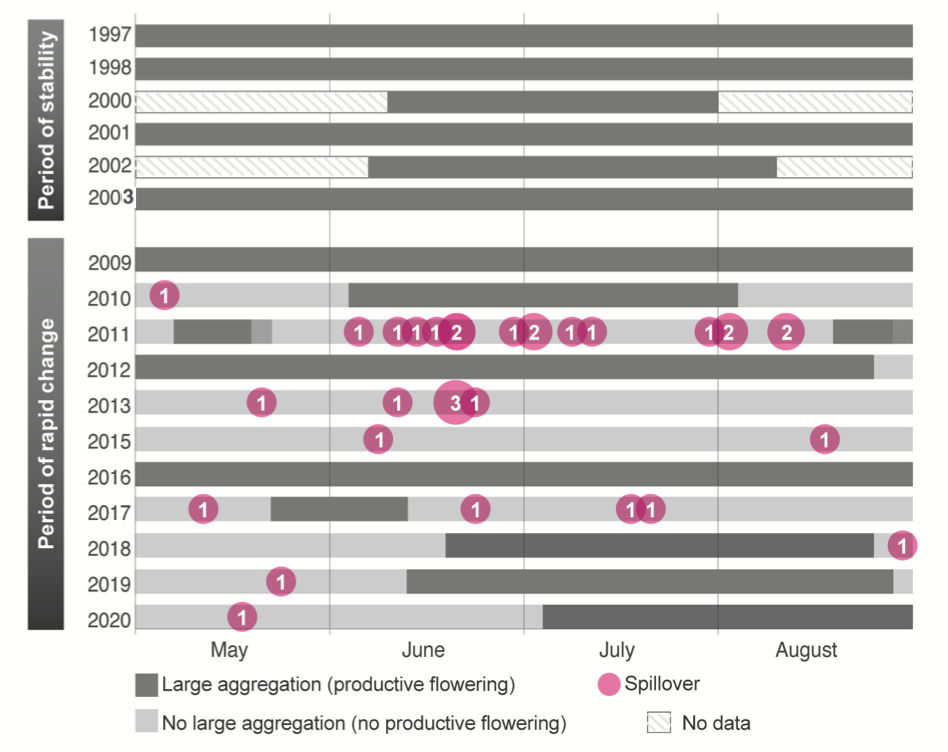 Period of stability
1997
1998
2000
2001
2002
2003
Period of rapid change
2009
2010
1
2011
1 1 1 1 2 1 2 1 1 1 2 2
2012
2013
1 1 3 1
2015
1 1
2016
2017
1 1 1 1
2018
1
2019
1
2020
1
May June July August
Large aggregation (productive flowering) Spillover
No large aggregation (no productive flowering) No data